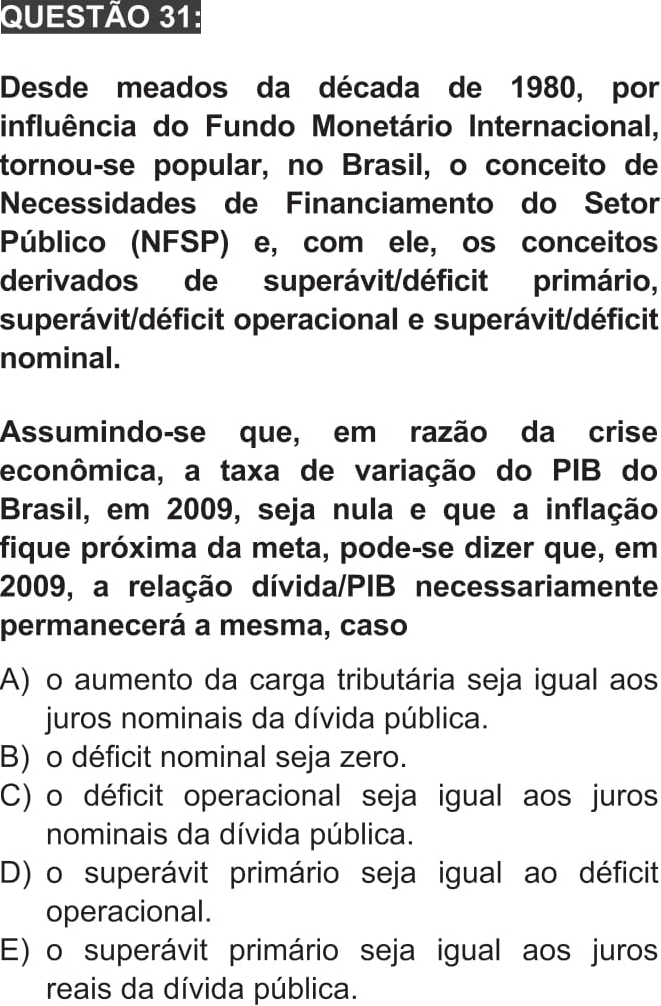 QUESTÃO 31:
Desde meados da década de 1980, por
influência do Fundo Monetário Internacional,
tornou-se popular, no Brasil, o conceito de
Necessidades de Financiamento do Setor
Público (NFSP) e, com ele, os conceitos
derivados de superávit/déficit primário,
superávit/déficit operacional e superávit/déficit
nominal.
Assumindo-se que, em razão da crise
econômica, a taxa de variação do PIB do
Brasil, em 2009, seja nula e que a inflação
fique próxima da meta, pode-se dizer que, em
2009, a relação dívida/PIB necessariamente
permanecerá a mesma, caso
A) o aumento da carga tributária seja igual aos
juros nominais da dívida pública.
B) o déficit nominal seja zero.
C) o déficit operacional seja igual aos juros
nominais da dívida pública.
D) o superávit primário seja igual ao déficit
operacional.
E) o superávit primário seja igual aos juros
reais da dívida pública.